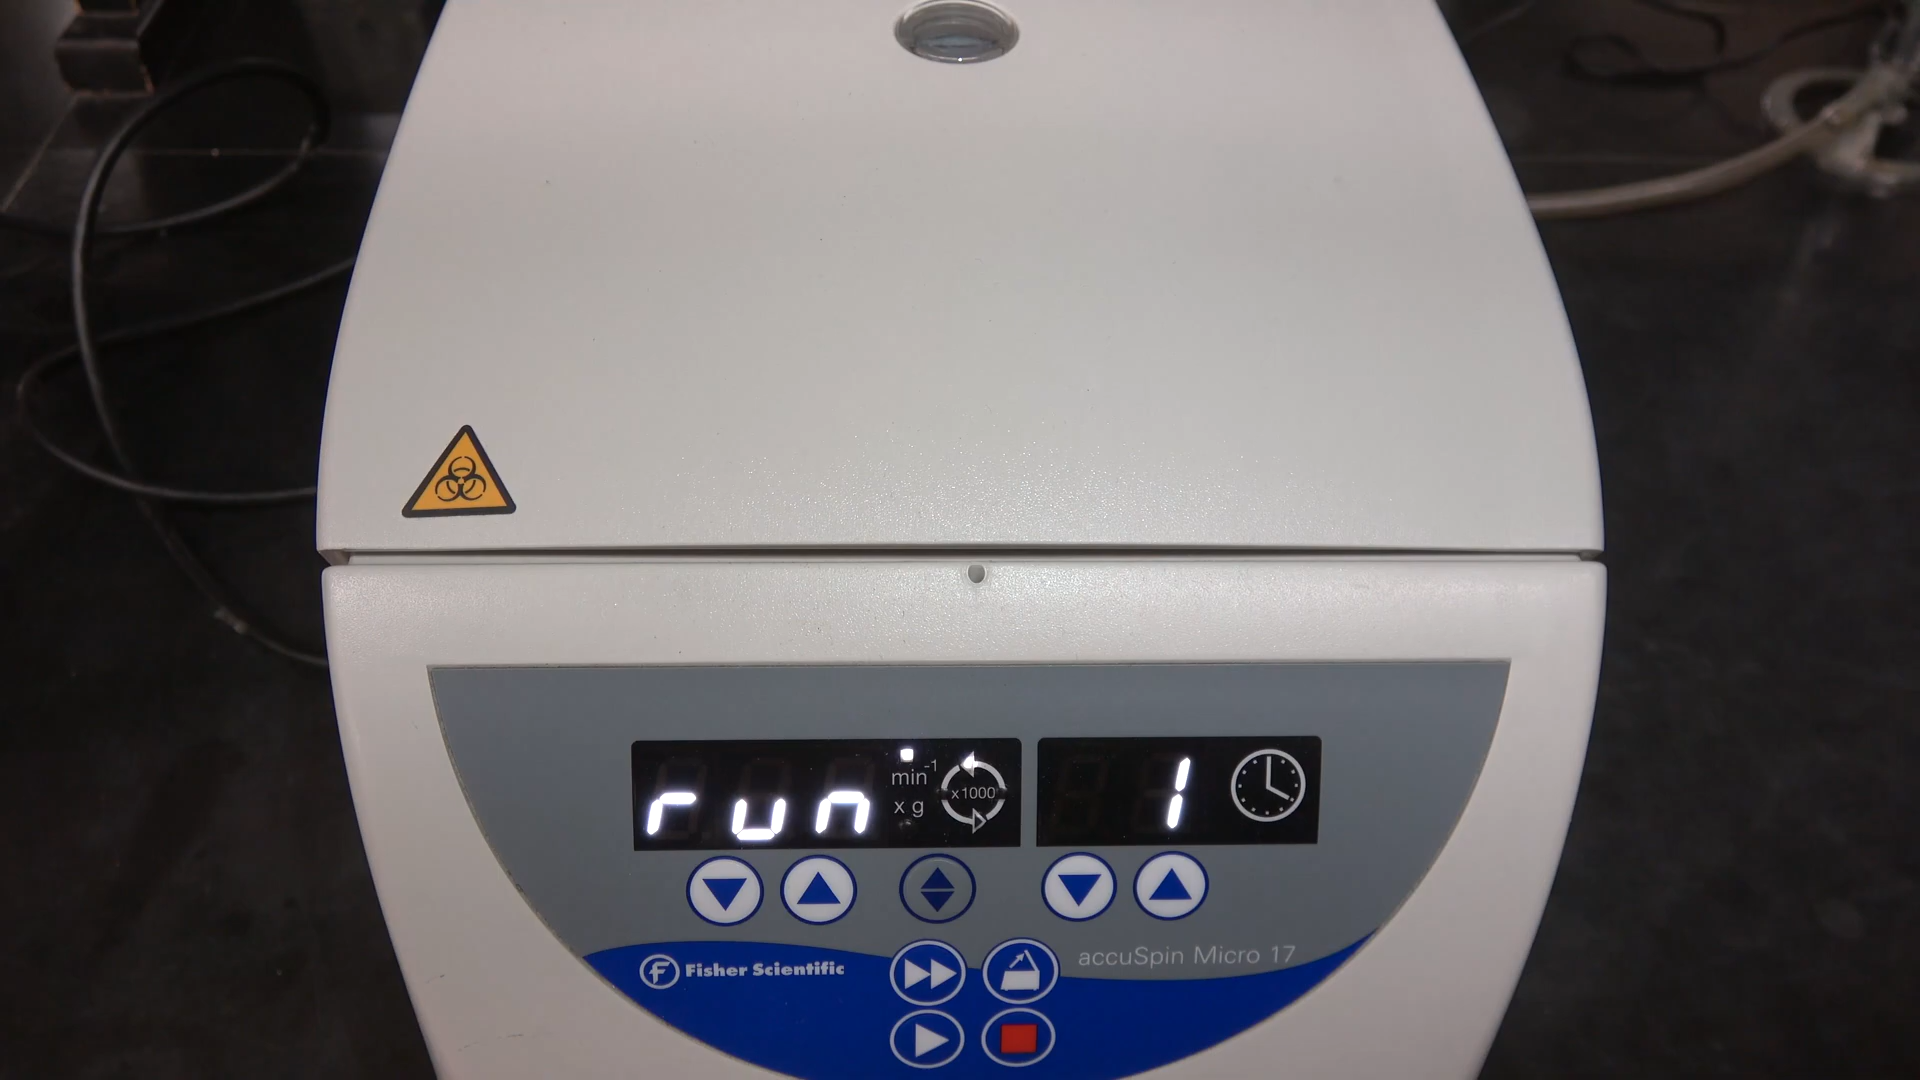 run
min-1
x g
x1000
1
Fisher Scientific
accuSpin Micro 17